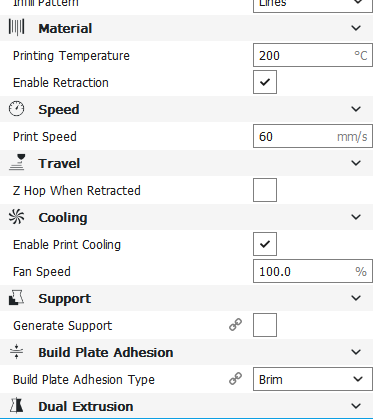 Infill Pattern Lines
Material
Printing Temperature 200 °C
Enable Retraction
Speed
Print Speed 60 mm/s
Travel
Z Hop When Retracted
Cooling
Enable Print Cooling
Fan Speed 100.0 %
Support
Generate Support
Build Plate Adhesion
Build Plate Adhesion Type Brim
Dual Extrusion